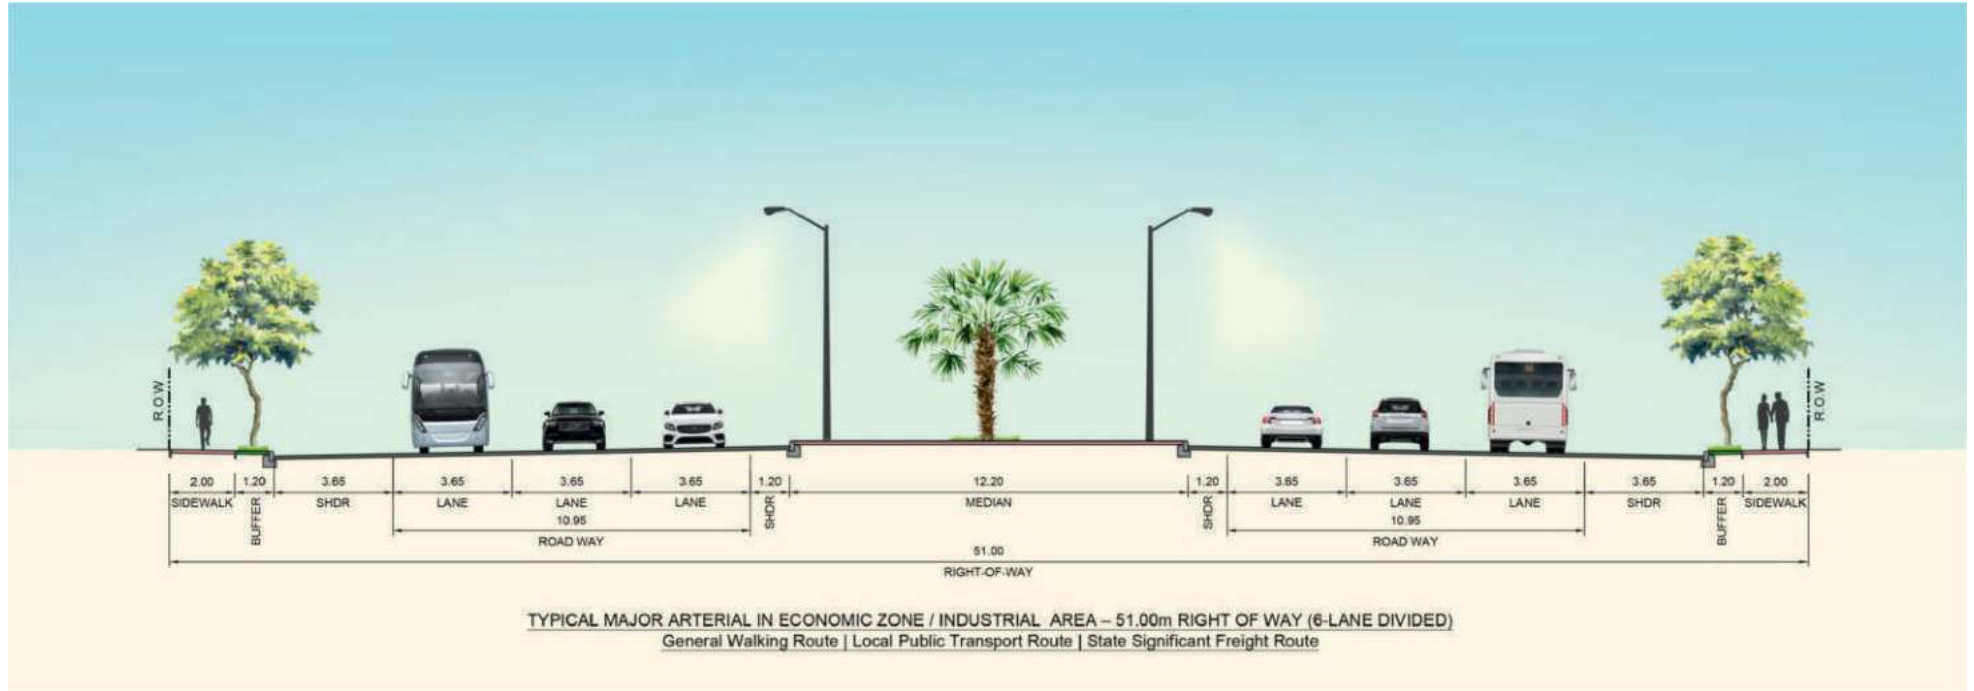 R.O.W
R.O.W
2.00 1.20 3.65 3.65 3.65 3.65 1.20 12.20 1.20 3.65 3.65 3.65 3.65 1.20 2.00
SIDEWALK BUFFER SHDR LANE LANE LANE SHDR MEDIAN SHDR LANE LANE LANE SHDR BUFFER SIDEWALK
10.95 10.95
ROAD WAY ROAD WAY
51.00
RIGHT-OF-WAY
TYPICAL MAJOR ARTERIAL IN ECONOMIC ZONE / INDUSTRIAL AREA – 51.00m RIGHT OF WAY (6-LANE DIVIDED)
General Walking Route | Local Public Transport Route | State Significant Freight Route